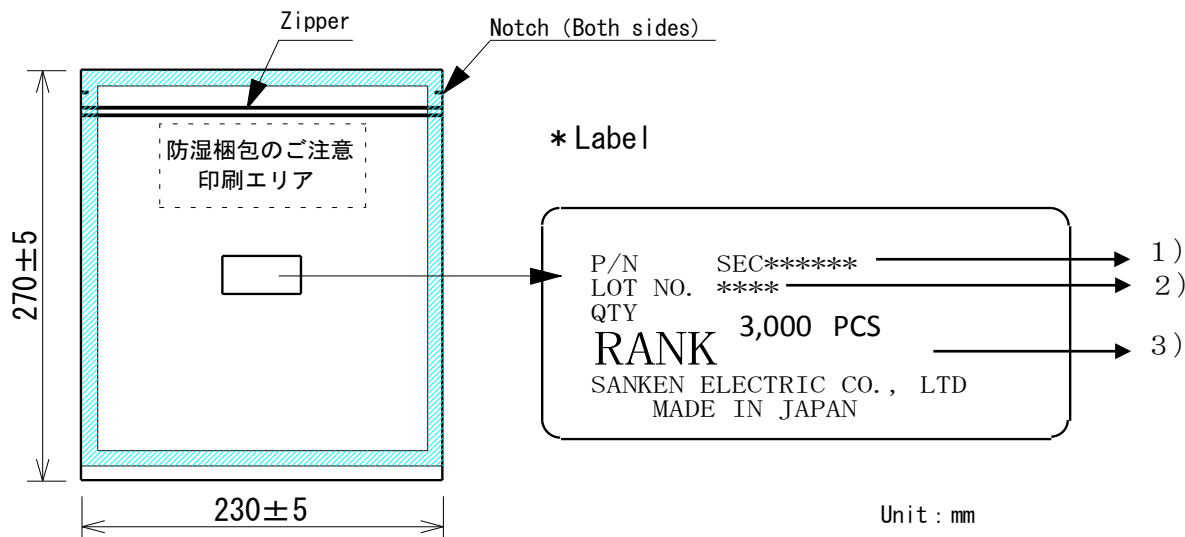 Zipper
Notch (Both sides)
防湿梱包のご注意
印刷エリア
270±5
230±5
* Label
P/N SEC****** 1)
LOT NO. **** 2)
QTY 3,000 PCS
RANK 3)
SANKEN ELECTRIC CO., LTD
MADE IN JAPAN
Unit : mm